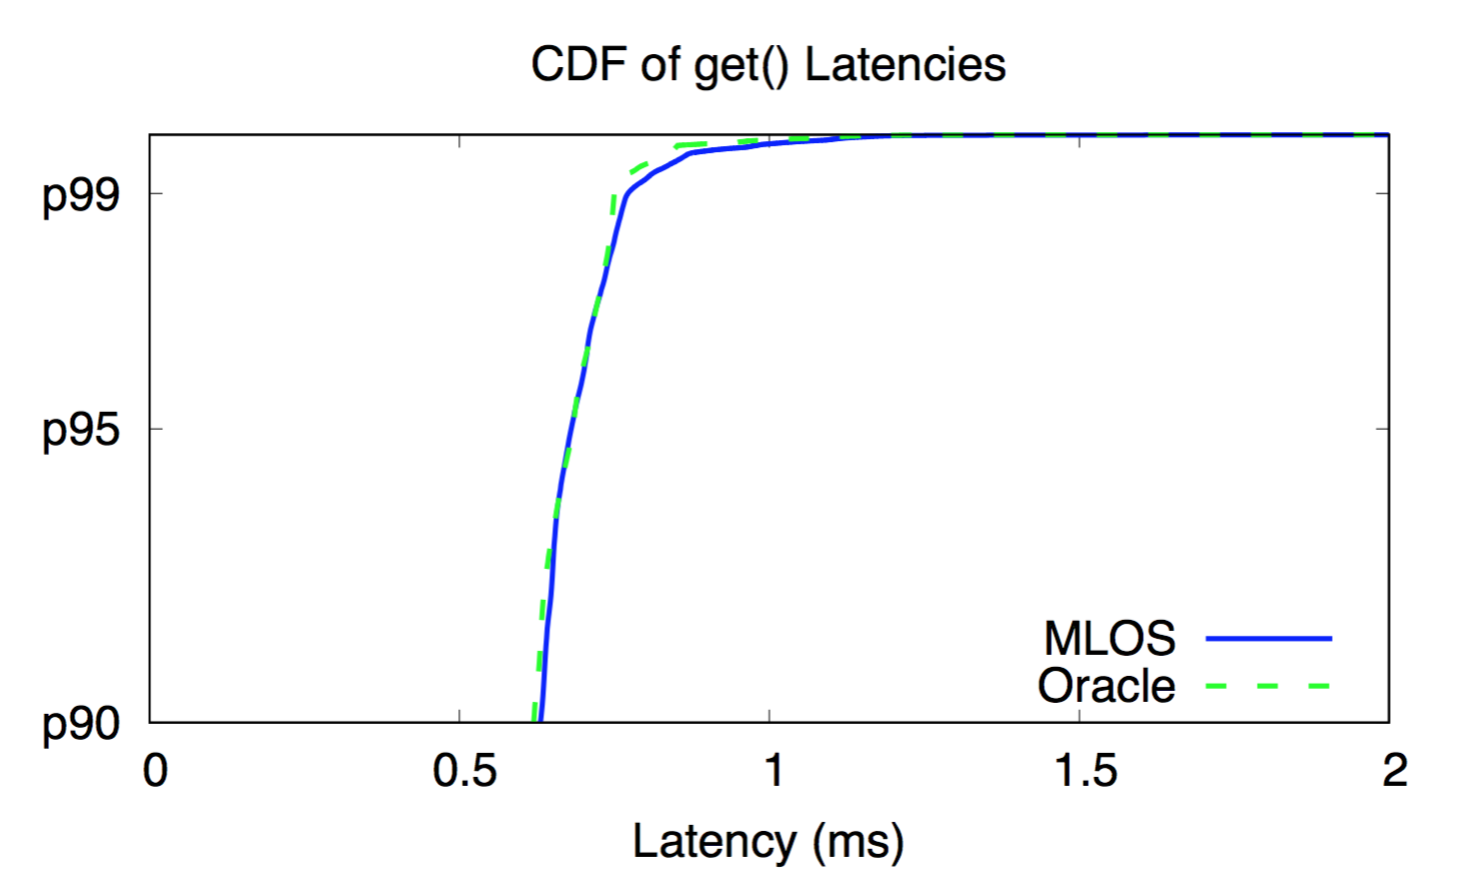 CDF of get() Latencies
p99
p95
p90
MLOS
Oracle
0 0.5 1 1.5 2
Latency (ms)